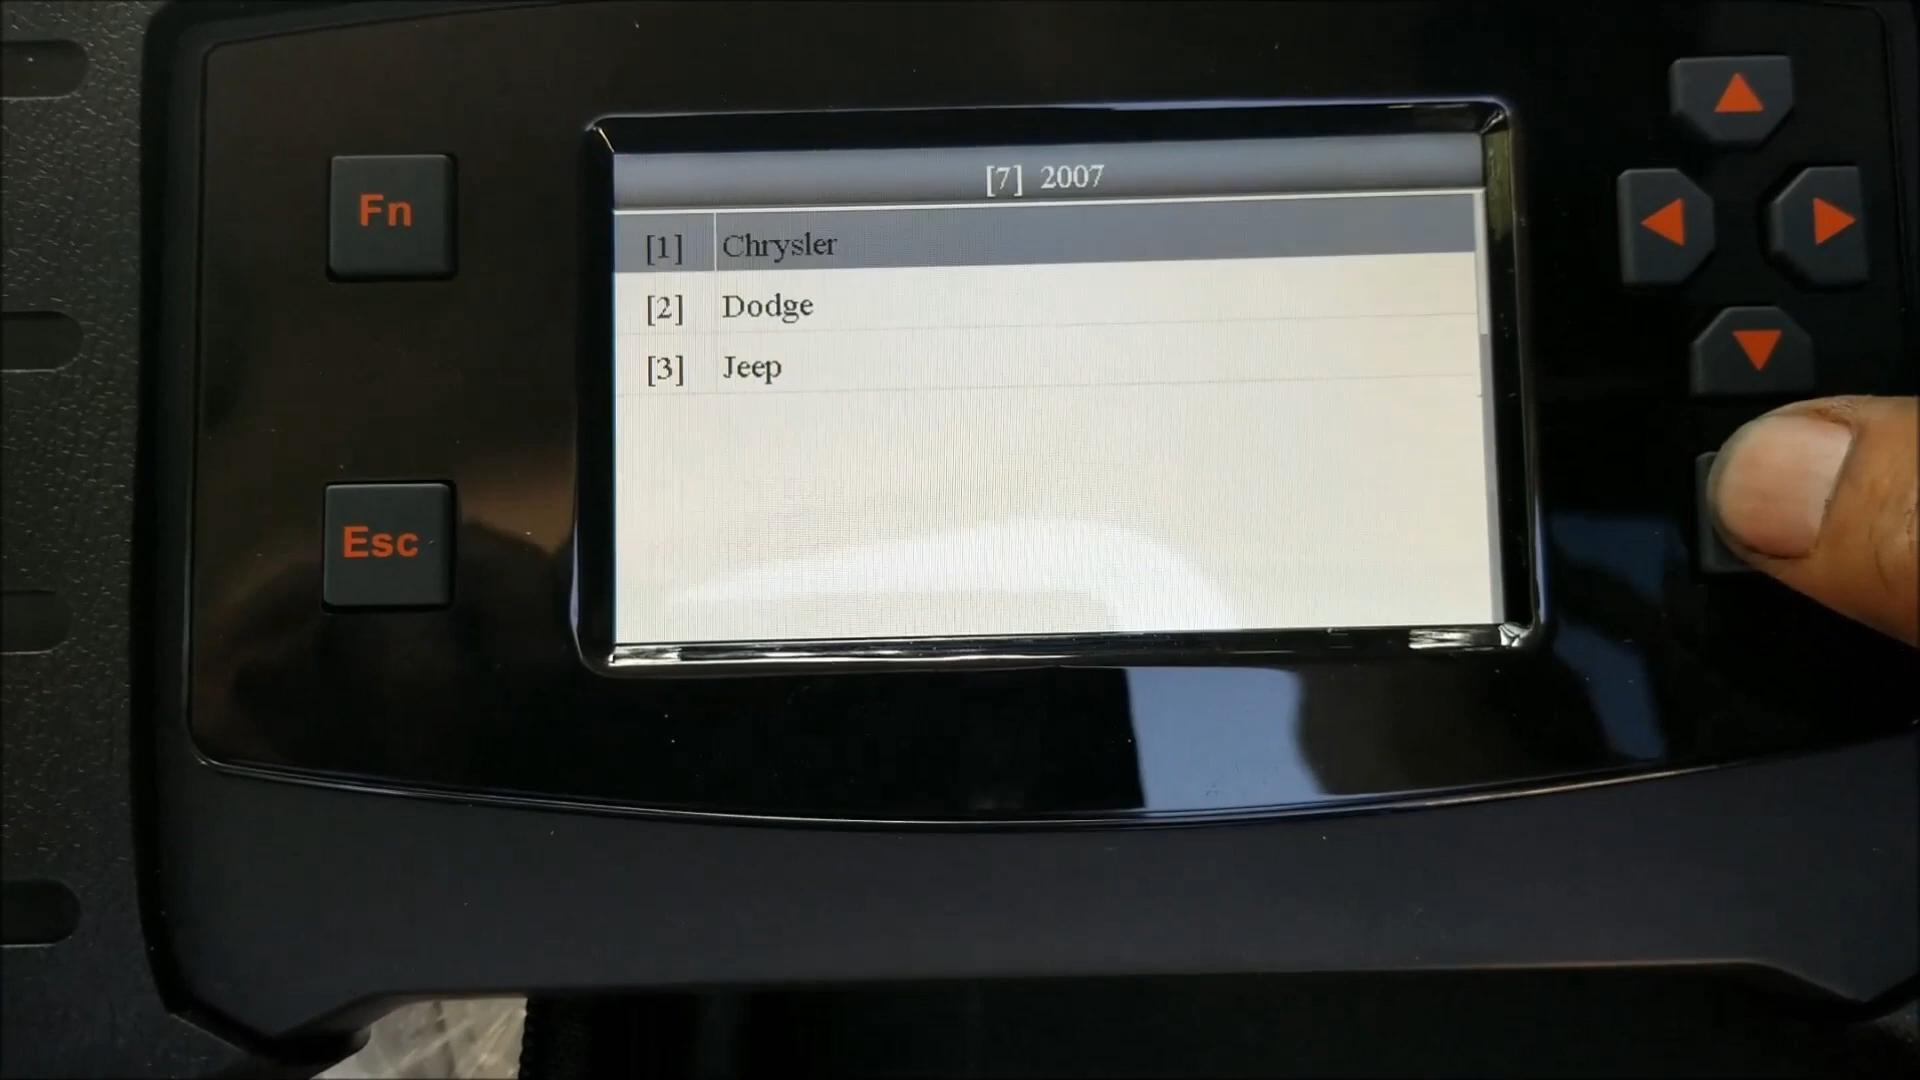 [7] 2007
[1] Chrysler
[2] Dodge
[3] Jeep
Fn
Esc